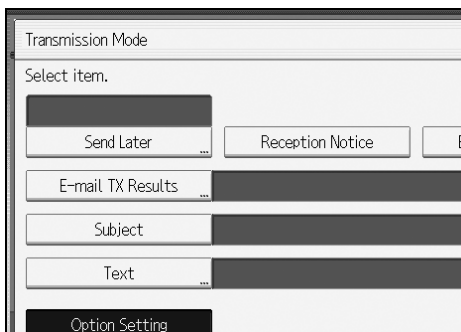 Transmission Mode
Select item.
Send Later
Reception Notice
E-mail TX Results
Subject
Text
Option Setting